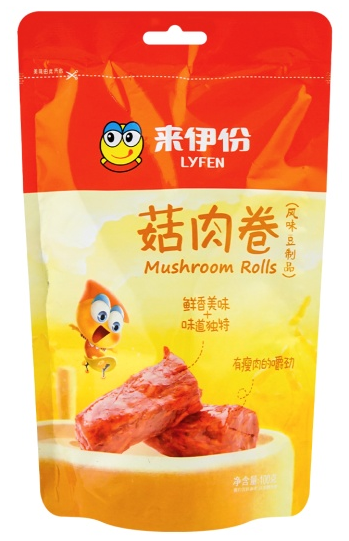 来伊份
LYFEN
菇肉卷
(风味豆制品)
Mushroom Rolls
鲜香美味
+
味道独特
有瘦肉的嚼劲
净含量:100克